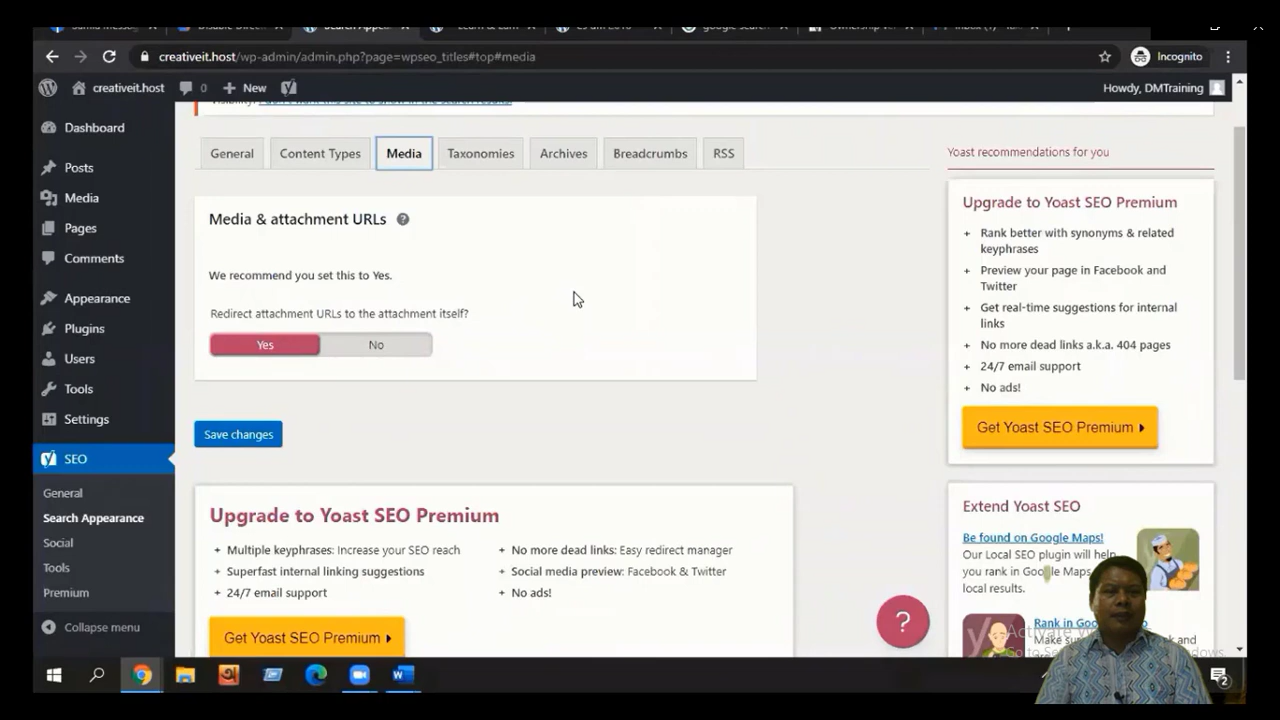 creativeit.host/wp-admin/admin.php?page=wpseo_titles#top#media
Incognito
creativeit.host
0
New
Howdy, DMTraining
Dashboard
Posts
Media
Pages
Comments
Appearance
Plugins
Users
Tools
Settings
SEO
General
Search Appearance
Social
Tools
Premium
Collapse menu
General
Content Types
Media
Taxonomies
Archives
Breadcrumbs
RSS
Media & attachment URLs ?
We recommend you set this to Yes.
Redirect attachment URLs to the attachment itself?
Yes No
Save changes
Upgrade to Yoast SEO Premium
+ Multiple keyphrases: Increase your SEO reach
+ Superfast internal linking suggestions
+ 24/7 email support
+ No more dead links: Easy redirect manager
+ Social media preview: Facebook & Twitter
+ No ads!
Get Yoast SEO Premium
Yoast recommendations for you
Upgrade to Yoast SEO Premium
+ Rank better with synonyms & related
keyphrases
+ Preview your page in Facebook and
Twitter
+ Get real-time suggestions for internal
links
+ No more dead links a.k.a. 404 pages
+ 24/7 email support
+ No ads!
Get Yoast SEO Premium
Extend Yoast SEO
Be found on Google Maps!
Our Local SEO plugin will help
you rank in Google Maps
local results.
Rank in Google
?
2